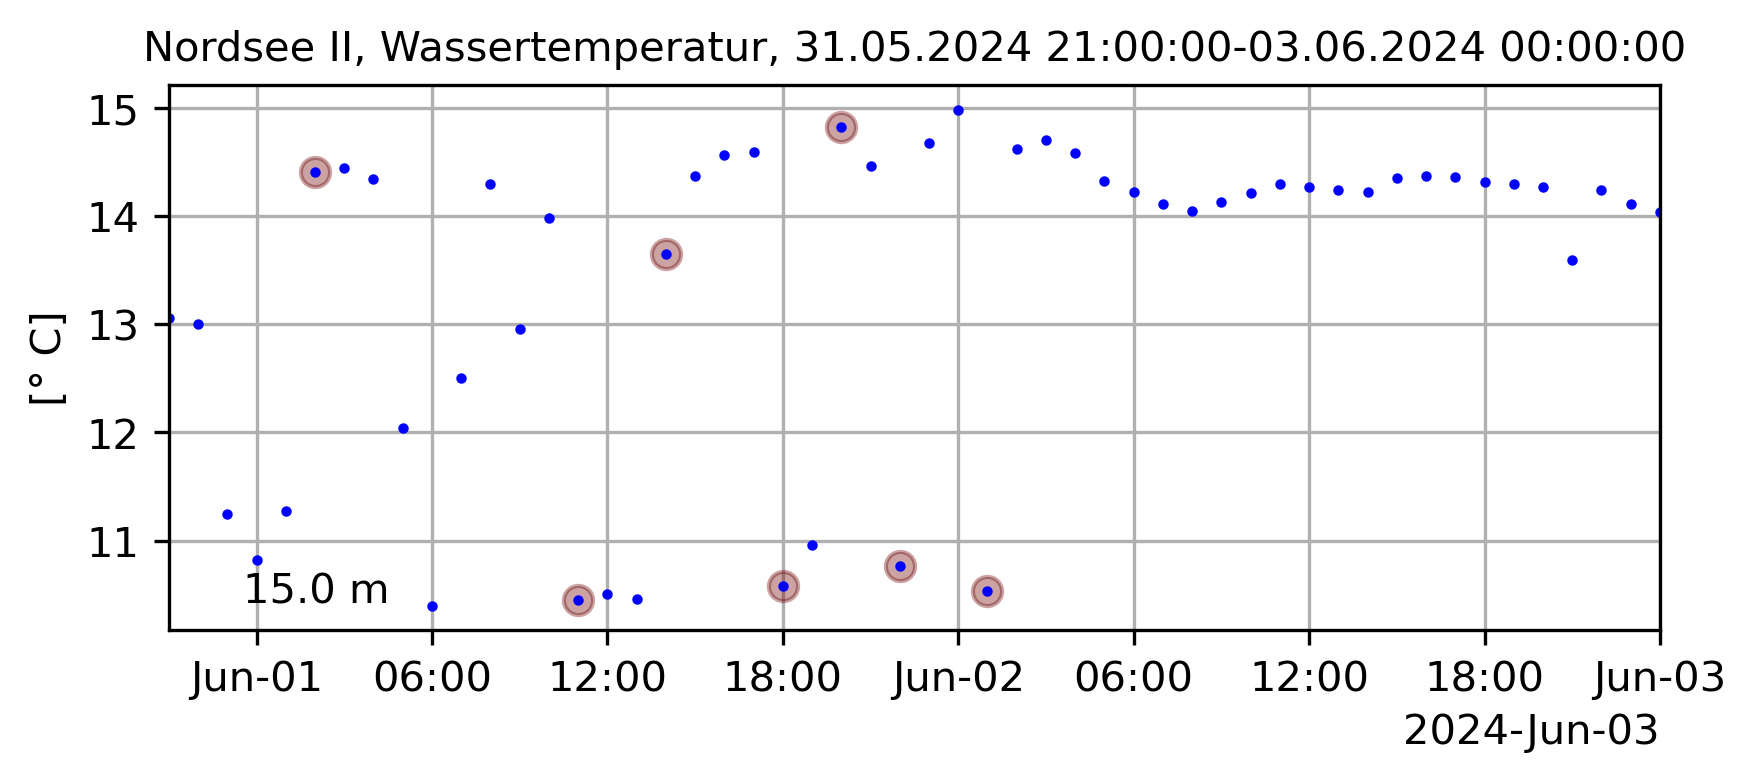 Nordsee II, Wassertemperatur, 31.05.2024 21:00:00-03.06.2024 00:00:00
15
14
13
12
11
[° C]
15.0 m
Jun-01 06:00 12:00 18:00 Jun-02 06:00 12:00 18:00 Jun-03
2024-Jun-03